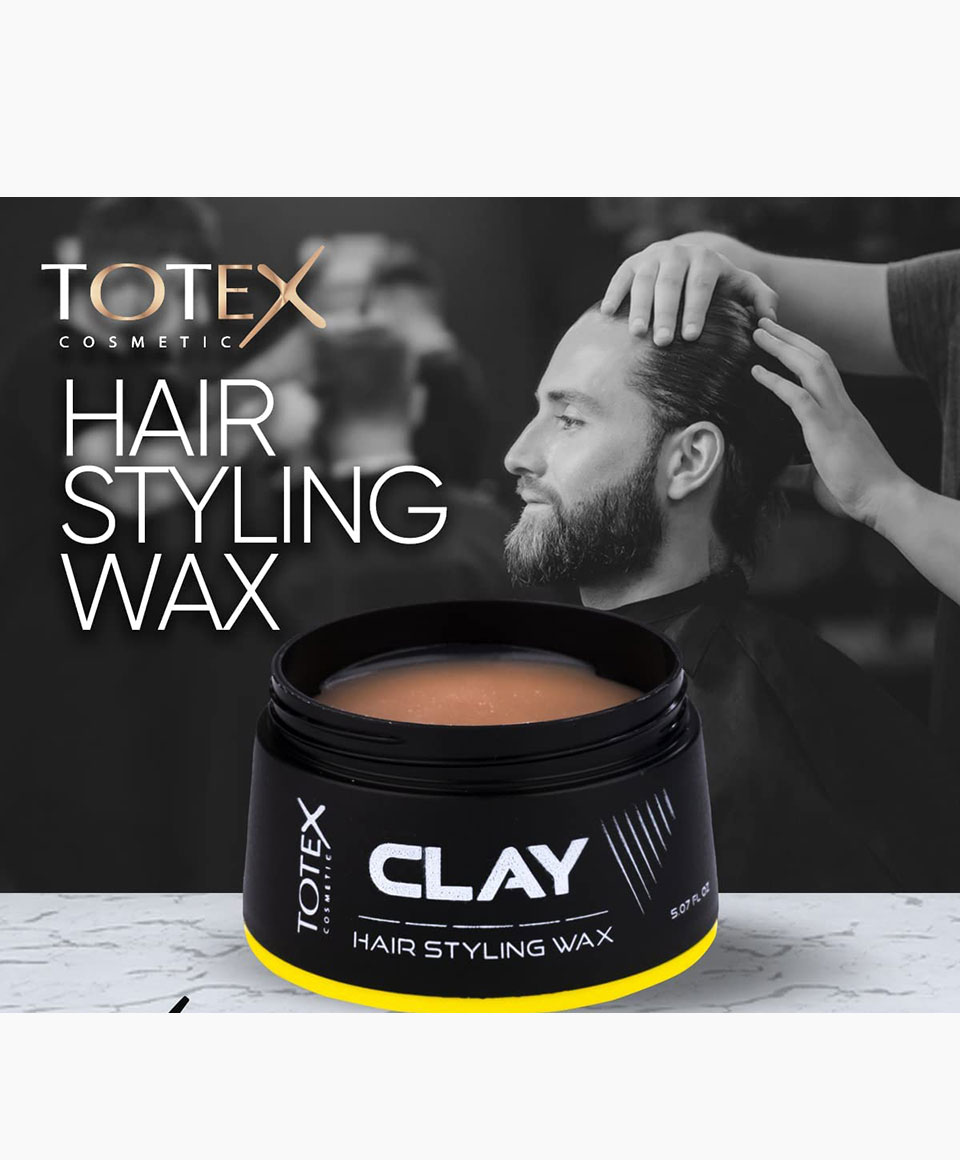 TOTEX
COSMETIC
HAIR
STYLING
WAX
TOTEX
COSMETIC
CLAY
HAIR STYLING WAX
5.07 FL OZ